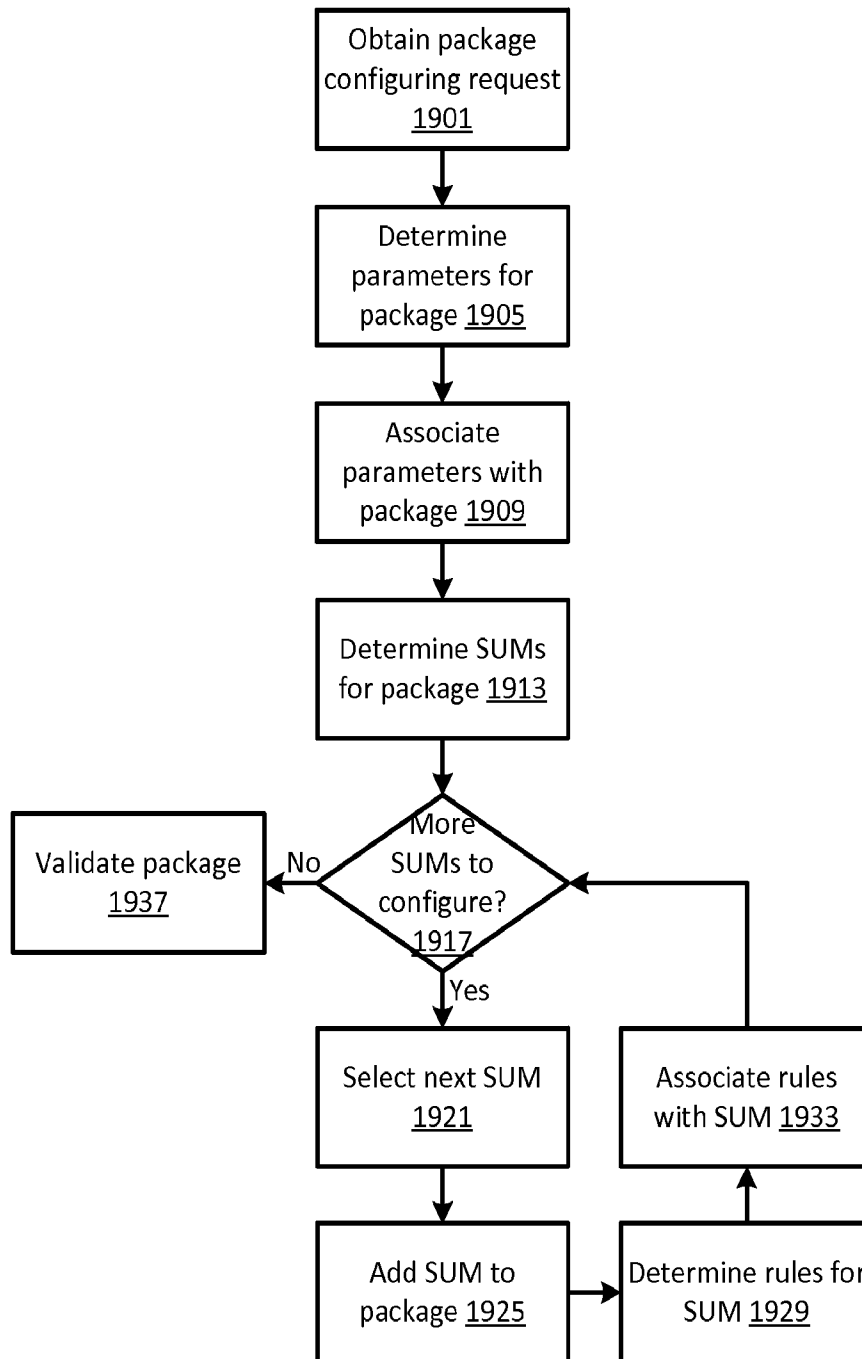 Obtain package
configuring request
1901
Determine
parameters for
package 1905
Associate
parameters with
package 1909
Determine SUMs
for package 1913
More
SUMs to
configure?
1917
No
Validate package
1937
Yes
Select next SUM
1921
Add SUM to
package 1925
Determine rules for
SUM 1929
Associate rules
with SUM 1933